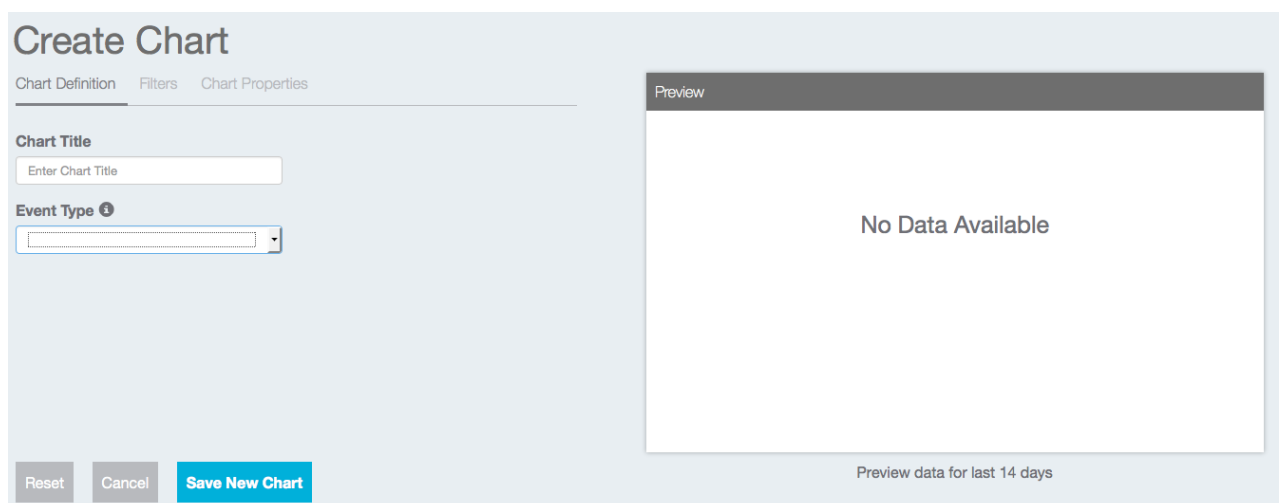 Create Chart
Chart Definition Filters Chart Properties
Chart Title
Enter Chart Title
Event Type
Reset Cancel Save New Chart
Preview
No Data Available
Preview data for last 14 days